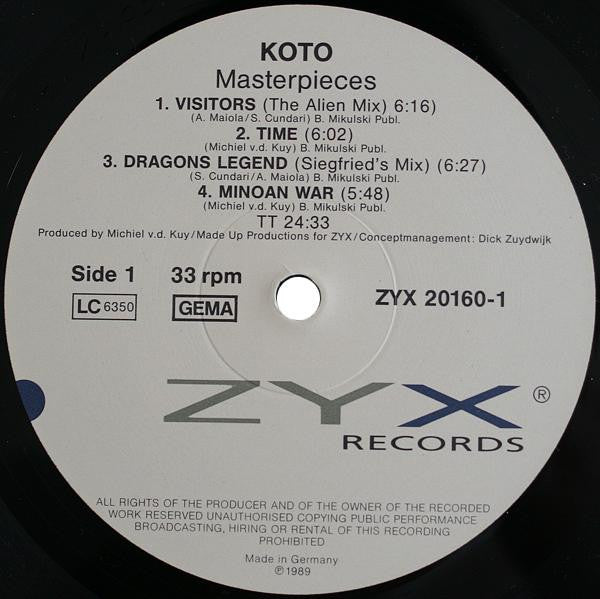 KOTO
Masterpieces
1. VISITORS (The Alien Mix) 6:16)
(A. Maiola/S. Cundari) B. Mikulski Publ.
2. TIME (6:02)
(Michiel v.d. Kuy) B. Mikulski Publ.
3. DRAGONS LEGEND (Siegfried's Mix) (6:27)
(S. Cundari/A. Maiola) B. Mikulski Publ.
4. MINOAN WAR (5:48)
(Michiel v.d. Kuy) B. Mikulski Publ.
TT 24:33
Produced by Michiel v.d. Kuy/Made Up Productions for ZYX/Conceptmanagement: Dick Zuydwijk
Side 1 33 rpm
LC 6350 GEMA ZYX 20160-1
ZYX ®
RECORDS
ALL RIGHTS OF THE PRODUCER AND OF THE OWNER OF THE RECORDED
WORK RESERVED UNAUTHORISED COPYING PUBLIC PERFORMANCE
BROADCASTING, HIRING OR RENTAL OF THIS RECORDING
PROHIBITED
Made in Germany
℗1989